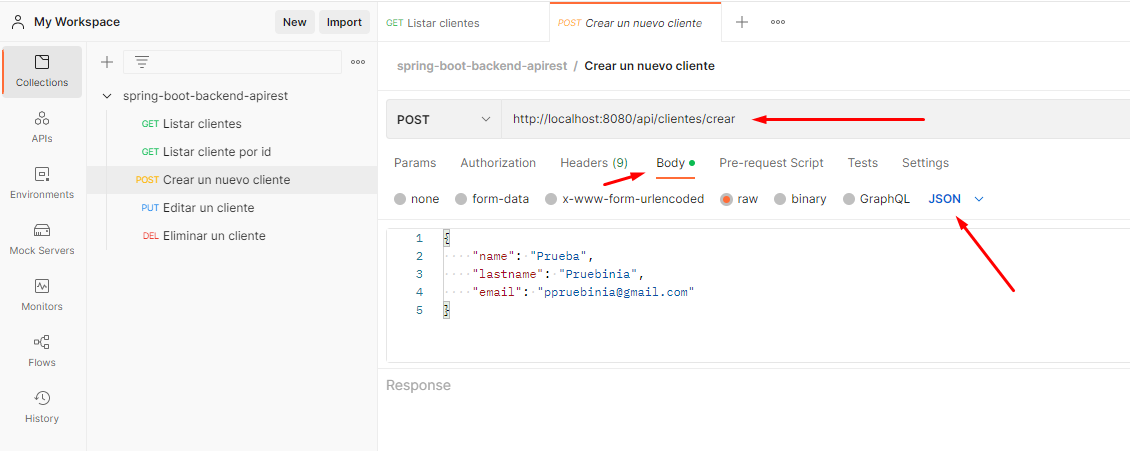 My Workspace
New
Import
GET Listar clientes
POST Crear un nuevo cliente
Collections
APIs
Environments
Mock Servers
Monitors
Flows
History
spring-boot-backend-apirest
GET Listar clientes
GET Listar cliente por id
POST Crear un nuevo cliente
PUT Editar un cliente
DEL Eliminar un cliente
spring-boot-backend-apirest / Crear un nuevo cliente
POST
http://localhost:8080/api/clientes/crear
Params Authorization Headers (9) Body Pre-request Script Tests Settings
none form-data x-www-form-urlencoded raw binary GraphQL JSON
1 {
2 "name": "Prueba",
3 "lastname": "Pruebinia",
4 "email": "ppruebinia@gmail.com"
5 }
Response